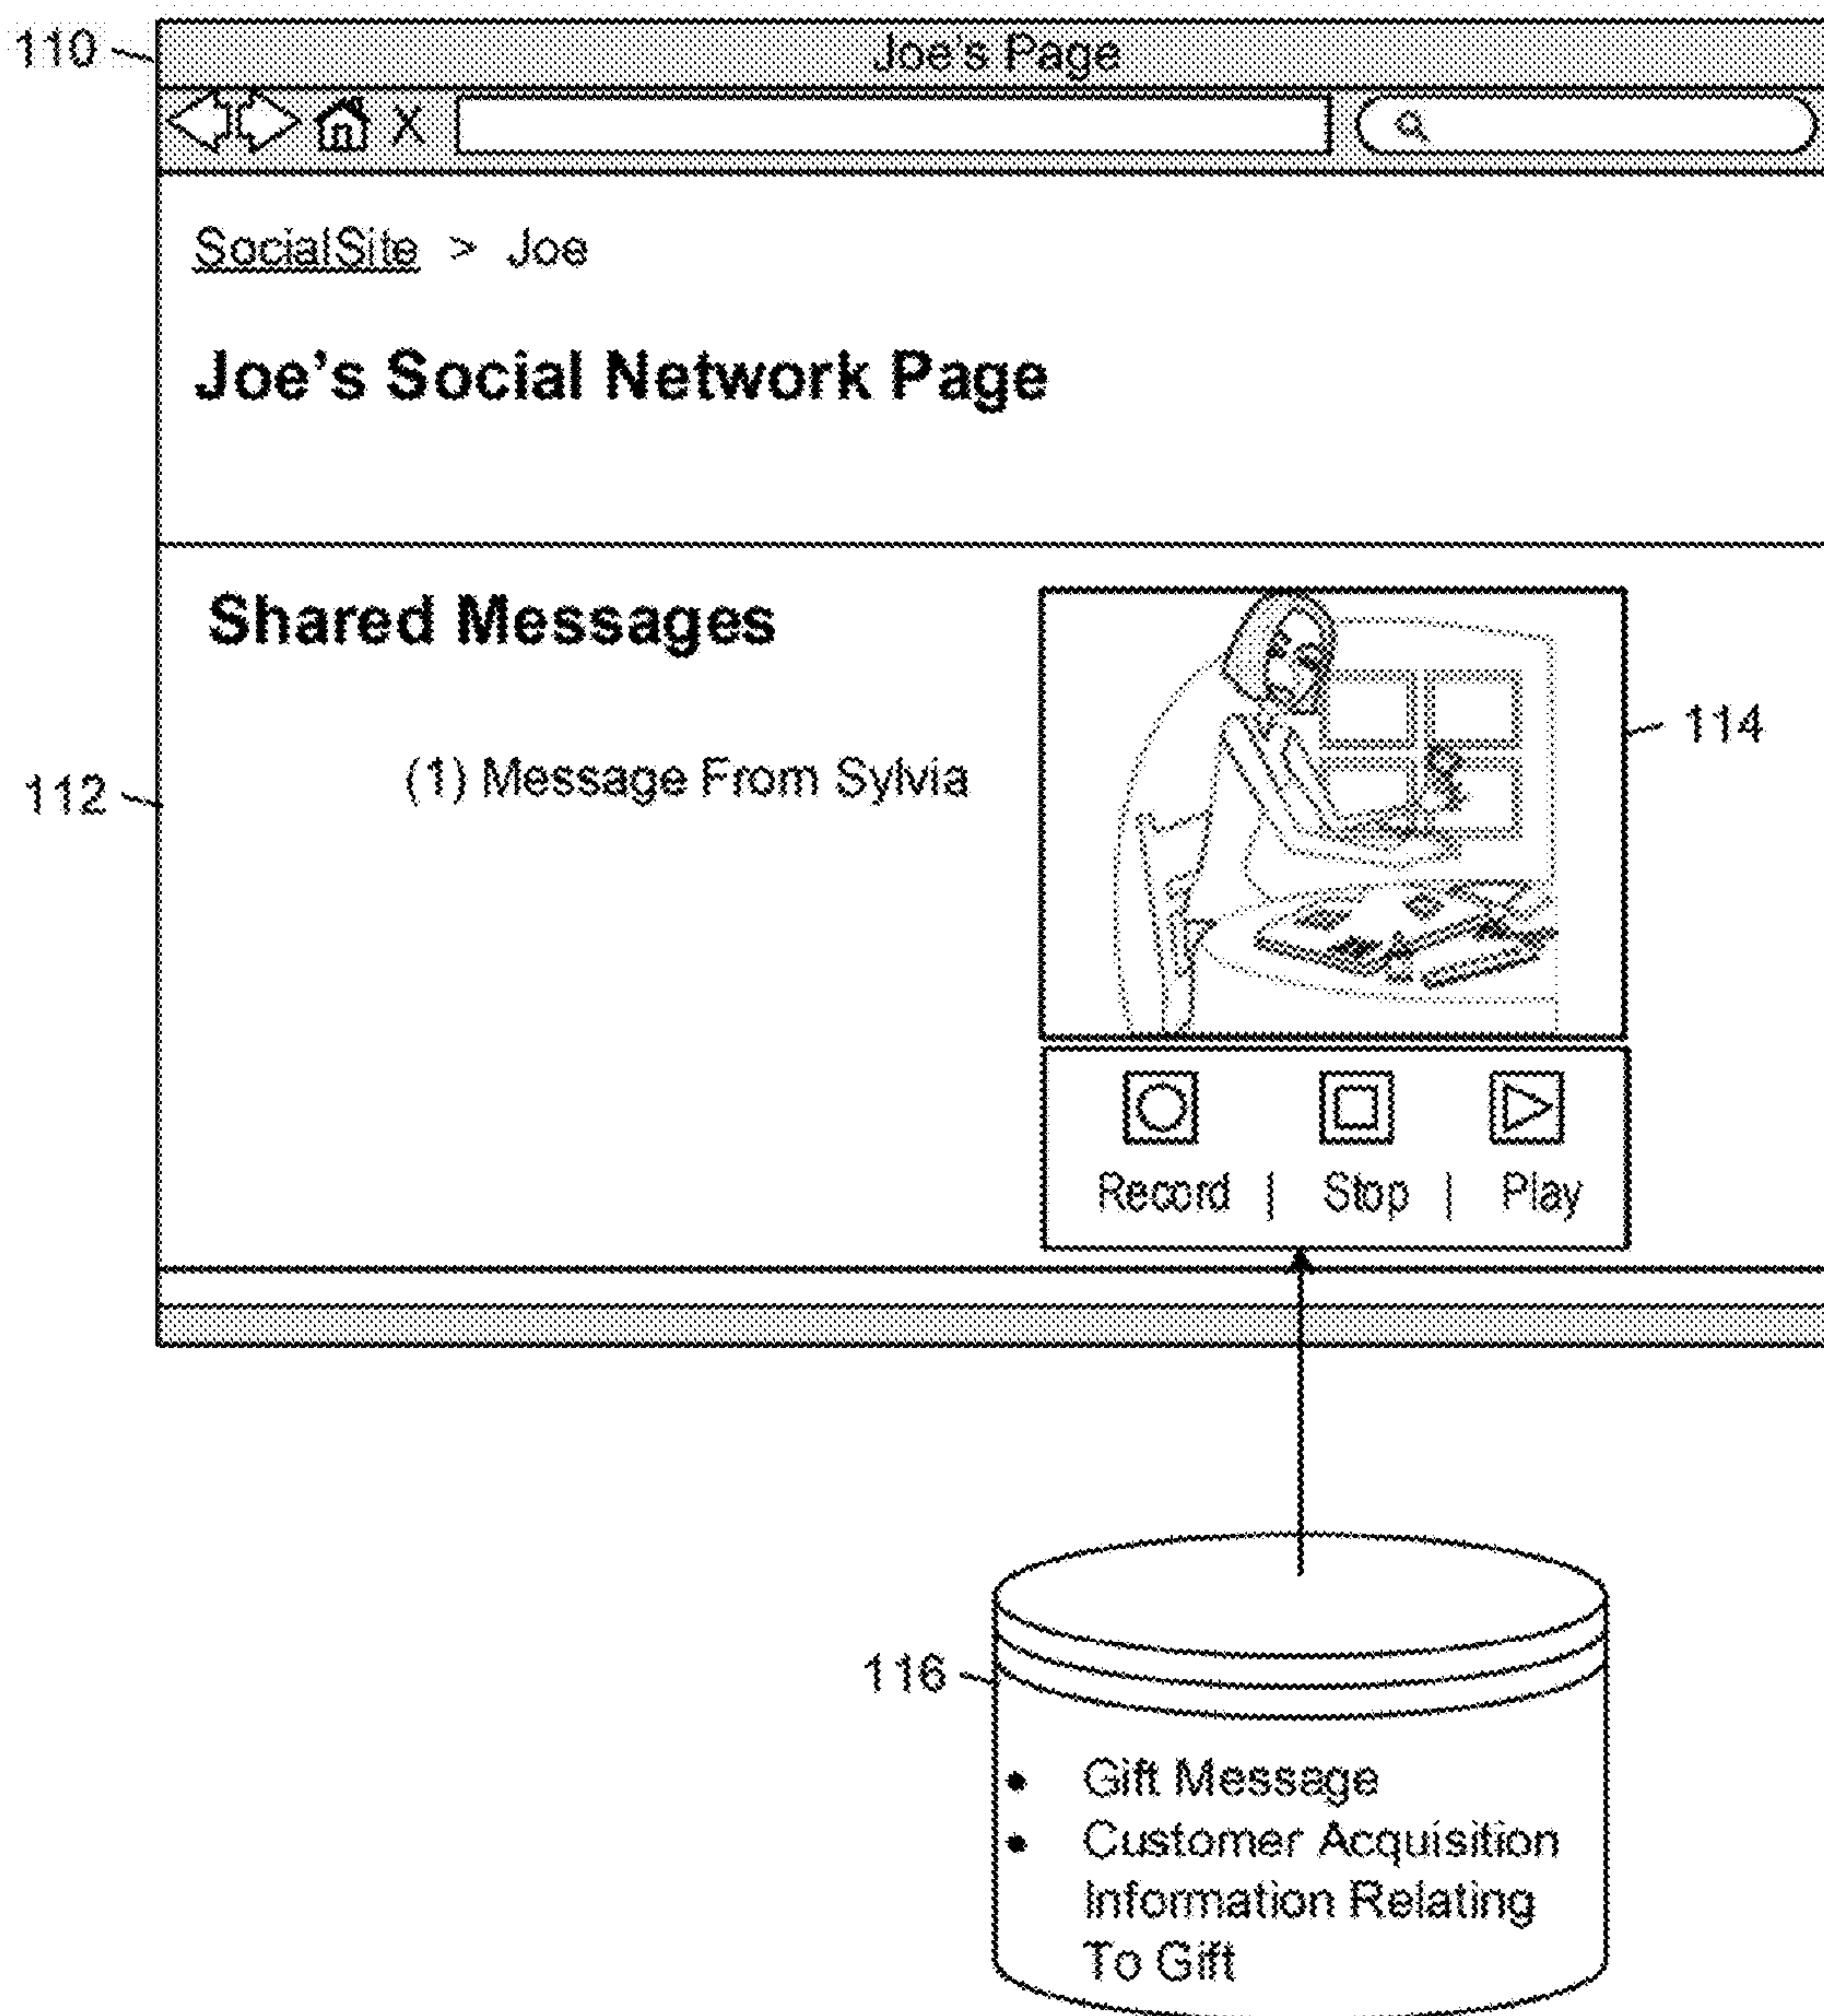 110
Joe's Page
X
SocialSite > Joe
Joe's Social Network Page
Shared Messages
114
112
(1) Message From Sylvia
Record | Stop | Play
116
• Gift Message
• Customer Acquisition
Information Relating
To Gift